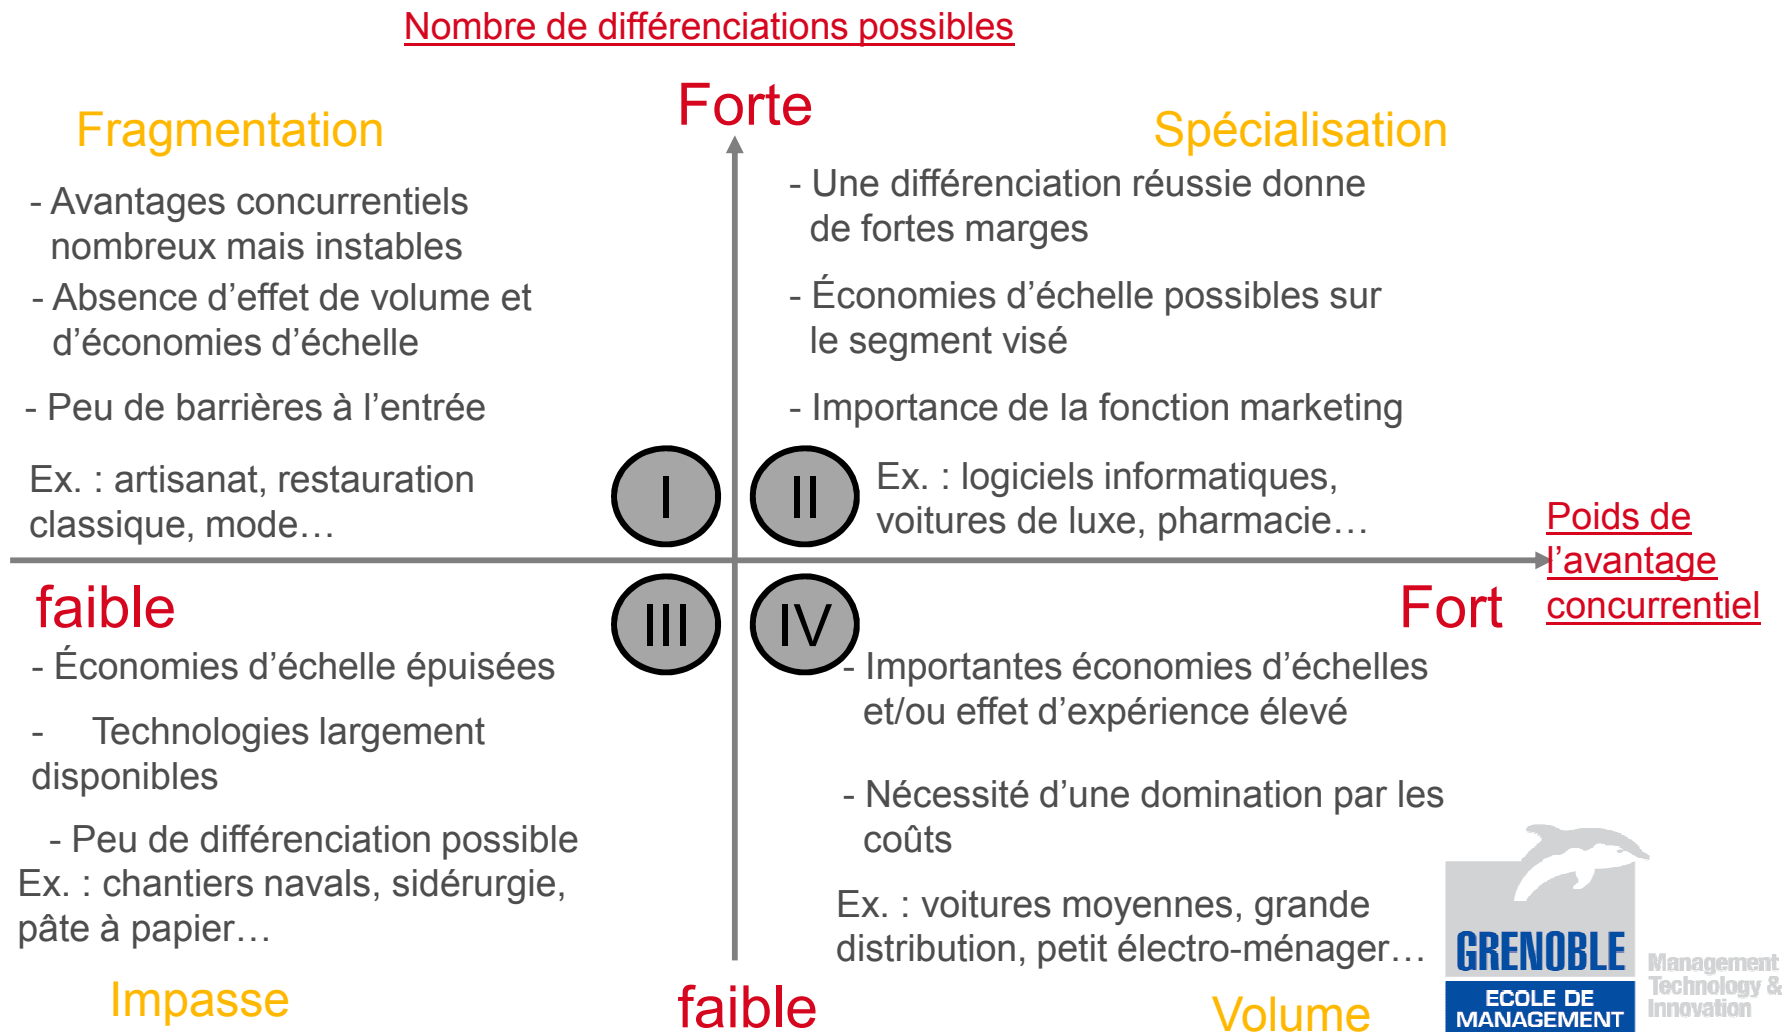 Nombre de différenciations possibles
Forte
Fragmentation
- Avantages concurrentiels
nombreux mais instables
- Absence d’effet de volume et
d’économies d’échelle
- Peu de barrières à l’entrée
Ex. : artisanat, restauration
classique, mode…
I
Spécialisation
- Une différenciation réussie donne
de fortes marges
- Économies d’échelle possibles sur
le segment visé
- Importance de la fonction marketing
Ex. : logiciels informatiques,
voitures de luxe, pharmacie…
II
Poids de
l’avantage
concurrentiel
faible
Fort
III
- Économies d’échelle épuisées
- Technologies largement
disponibles
- Peu de différenciation possible
Ex. : chantiers navals, sidérurgie,
pâte à papier…
Impasse
IV
- Importantes économies d’échelles
et/ou effet d’expérience élevé
- Nécessité d’une domination par les
coûts
Ex. : voitures moyennes, grande
distribution, petit électro-ménager…
Volume
faible
GRENOBLE
ECOLE DE
MANAGEMENT
Management
Technology &
Innovation